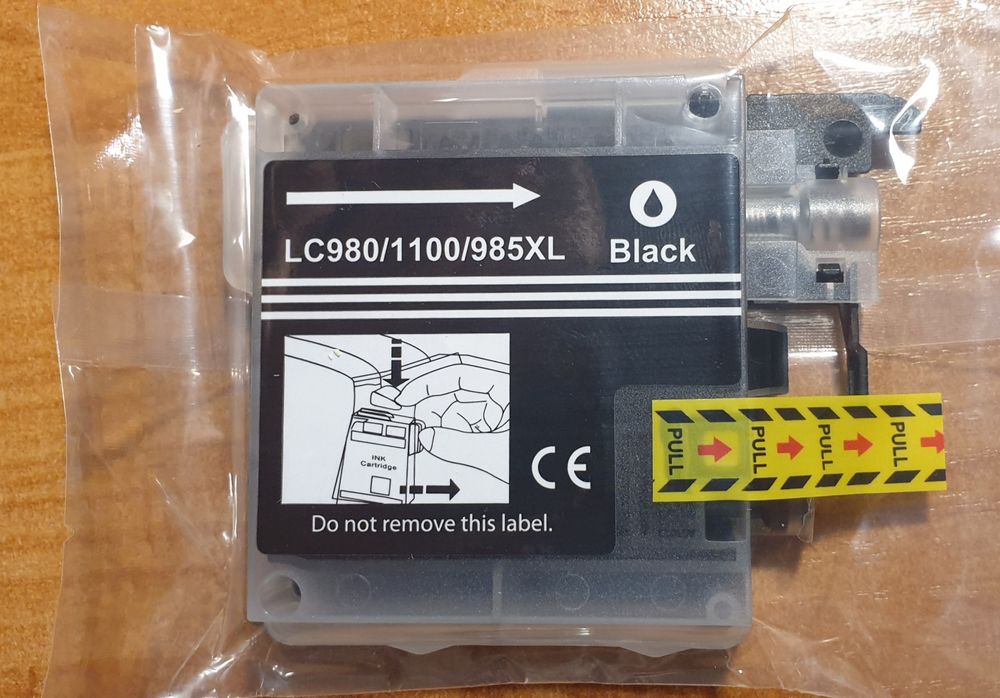 LC980/1100/985XL
Black
INK
Cartridge
CE
Do not remove this label.
PULL PULL PULL PULL